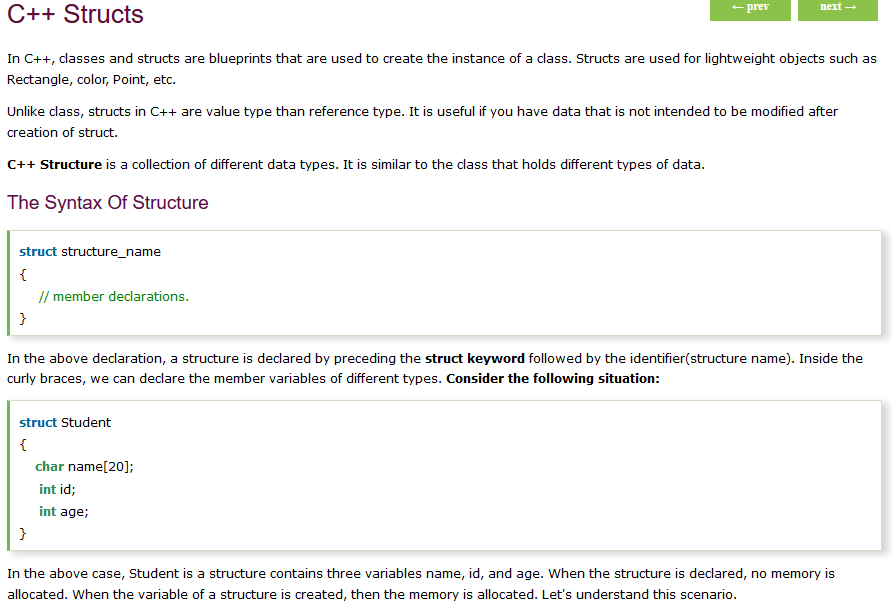 C++ Structs
← prev
next →
In C++, classes and structs are blueprints that are used to create the instance of a class. Structs are used for lightweight objects such as
Rectangle, color, Point, etc.
Unlike class, structs in C++ are value type than reference type. It is useful if you have data that is not intended to be modified after
creation of struct.
C++ Structure is a collection of different data types. It is similar to the class that holds different types of data.
The Syntax Of Structure
struct structure_name
{
// member declarations.
}
In the above declaration, a structure is declared by preceding the struct keyword followed by the identifier(structure name). Inside the
curly braces, we can declare the member variables of different types. Consider the following situation:
struct Student
{
char name[20];
int id;
int age;
}
In the above case, Student is a structure contains three variables name, id, and age. When the structure is declared, no memory is
allocated. When the variable of a structure is created, then the memory is allocated. Let's understand this scenario.